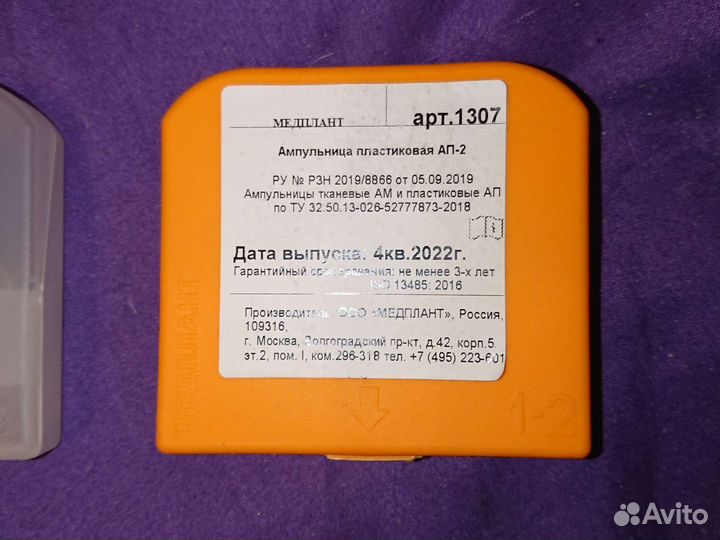 МЕДПЛАНТ арт.1307
Ампульница пластиковая АП-2
РУ № РЗН 2019/8866 от 05.09.2019
Ампульницы тканевые АМ и пластиковые АП
по ТУ 32.50.13-026-52777873-2018
Дата выпуска: 4кв.2022г.
Гарантийный срок хранения: не менее 3-х лет
ISO 13485: 2016
Производитель: ООО «МЕДПЛАНТ», Россия,
109316,
г. Москва, Волгоградский пр-кт, д.42, корп.5
эт.2, пом. I, ком.296-318 тел. +7 (495) 223-601
МЕДПЛАНТ
1-2
Avito